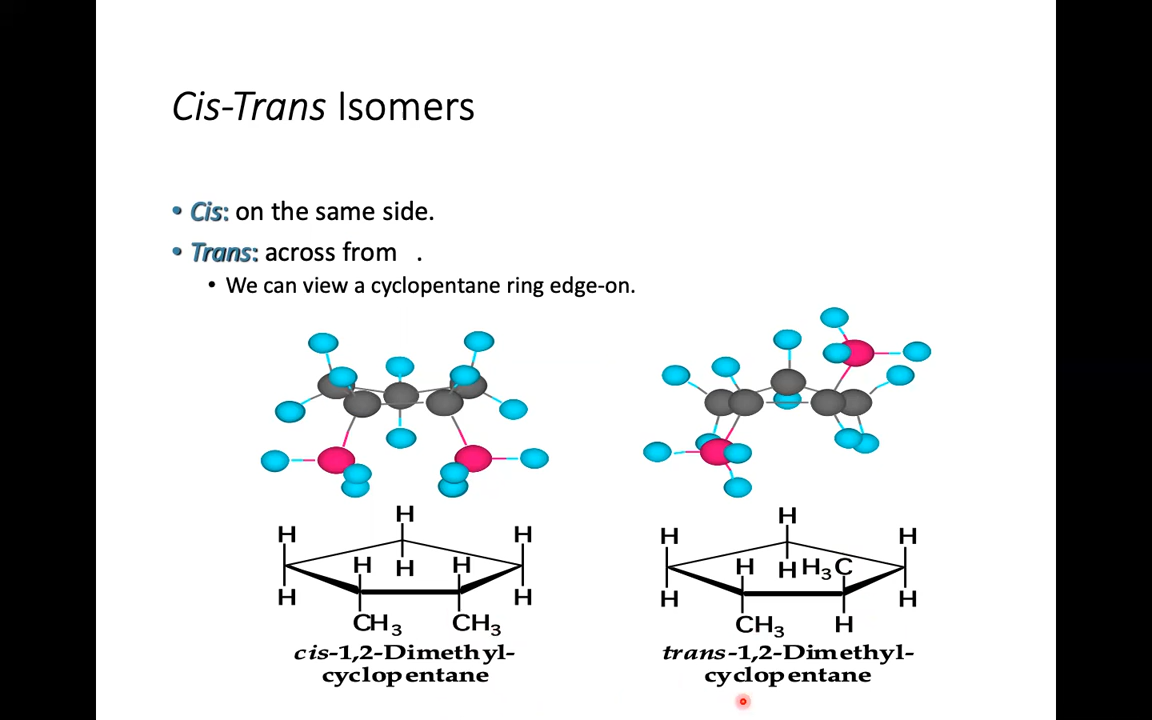 Cis-Trans Isomers
• Cis: on the same side.
• Trans: across from .
• We can view a cyclopentane ring edge-on.
H H
H H
H H H H H H₃C H
H H
H H H H
CH₃ CH₃ CH₃ H
cis-1,2-Dimethyl- trans-1,2-Dimethyl-
cyclopentane cyclopentane